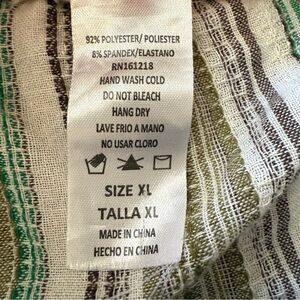 92% POLYESTER/ POLIESTER
8% SPANDEX/ELASTANO
RN161218
HAND WASH COLD
DO NOT BLEACH
HANG DRY
LAVE FRIO A MANO
NO USAR CLORO
SIZE XL
TALLA XL
MADE IN CHINA
HECHO EN CHINA